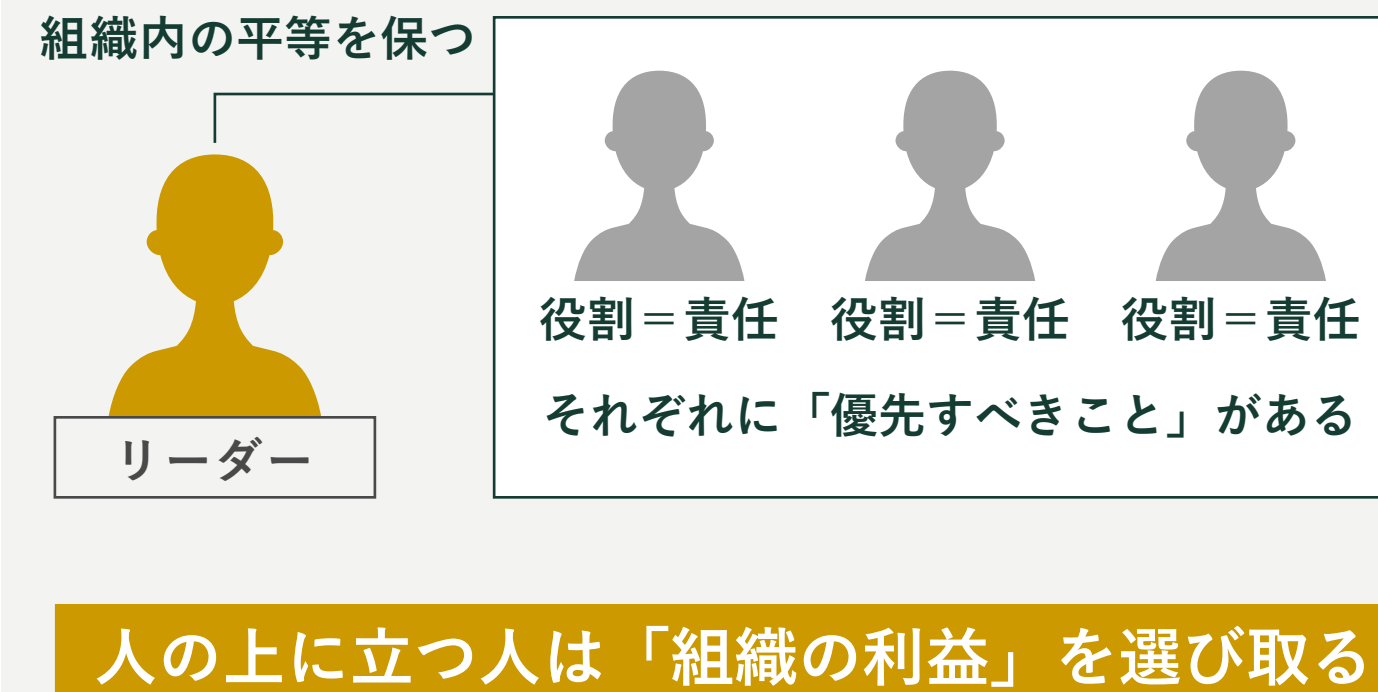 組織内の平等を保つ
役割=責任
役割=責任
役割=責任
それぞれに「優先すべきこと」がある
リーダー
人の上に立つ人は「組織の利益」を選び取る